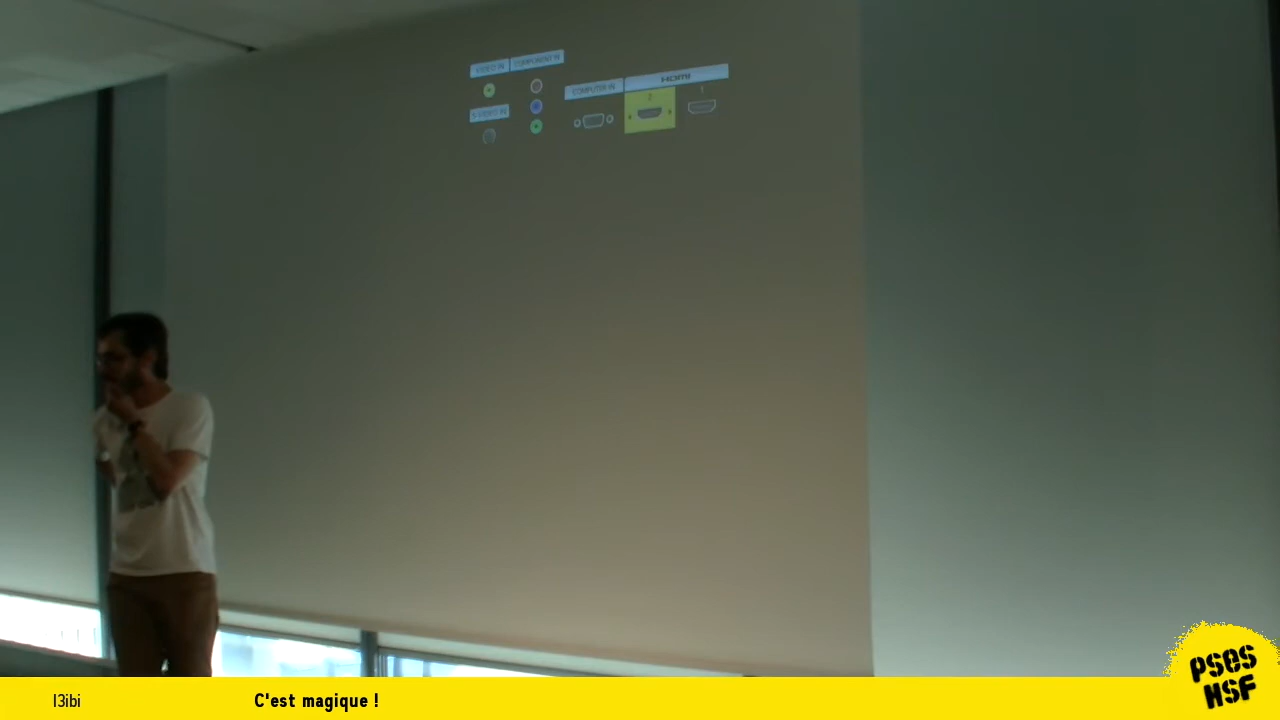 VIDEO IN
COMPONENT IN
COMPUTER IN
HDMI
2
1
S-VIDEO IN
l3ibi
C'est magique !
PSES
HSF